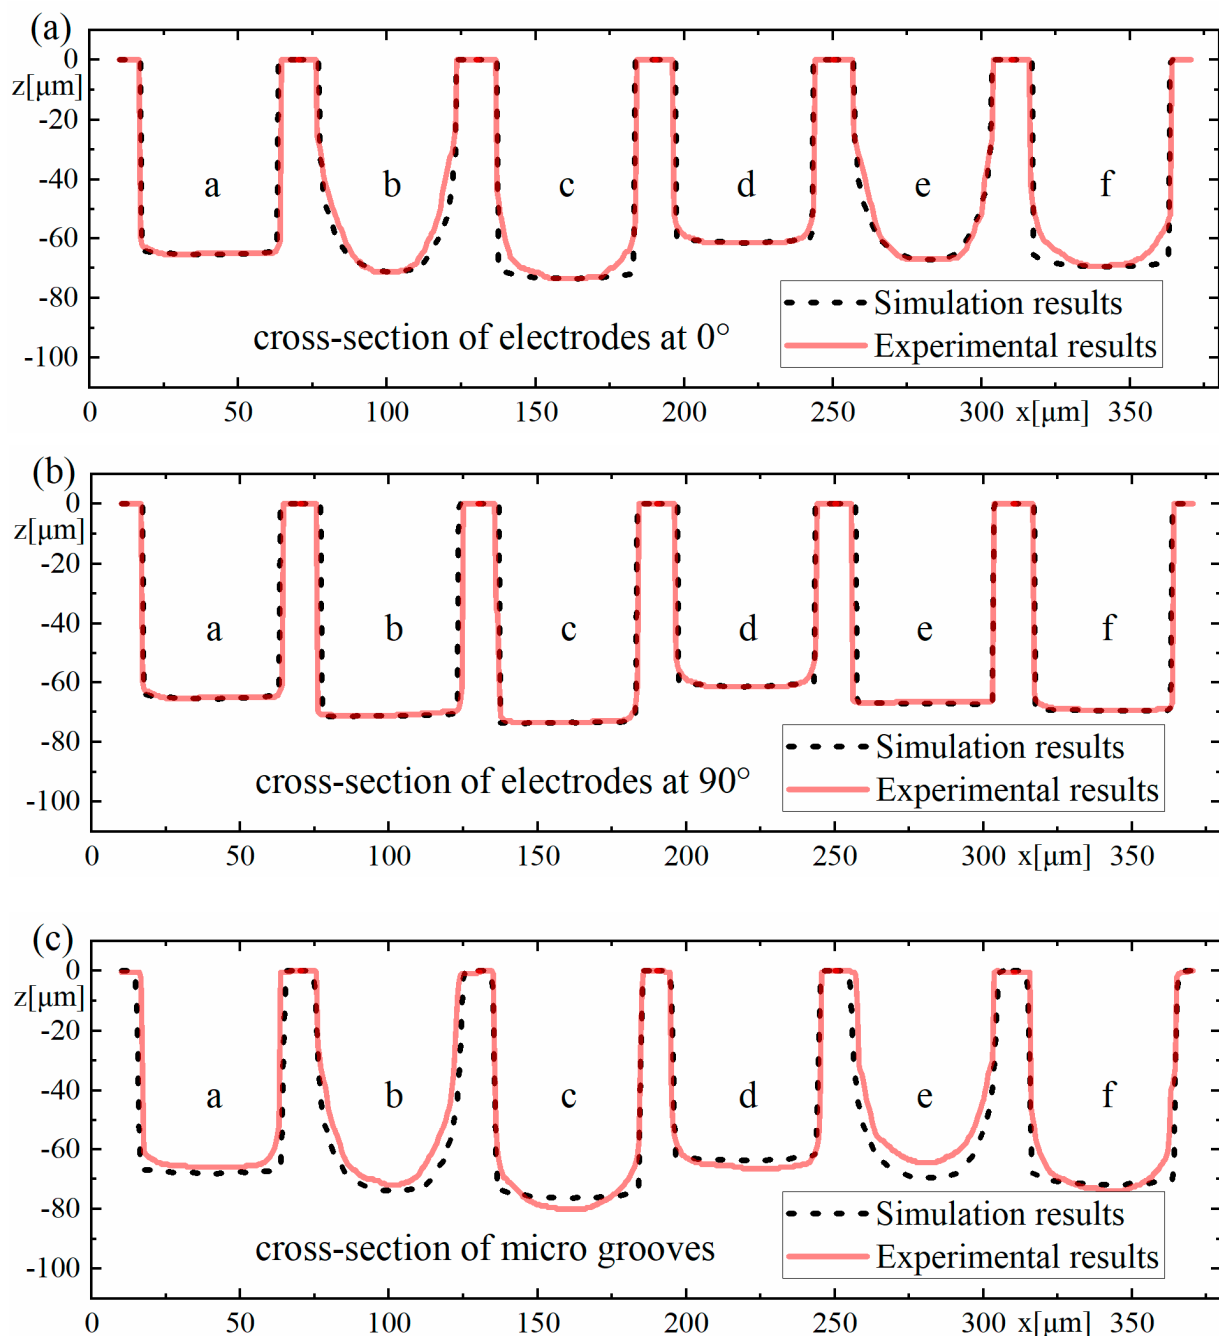 (a)
0
z[μm]
-20
-40
a b c d e f
-60
-80
Simulation results
cross-section of electrodes at 0°
Experimental results
-100
0 50 100 150 200 250 300 x[μm] 350
(b)
0
z[μm]
-20
-40
a b c d e f
-60
-80
Simulation results
cross-section of electrodes at 90°
Experimental results
-100
0 50 100 150 200 250 300 x[μm] 350
(c)
0
z[μm]
-20
-40
a b c d e f
-60
-80
Simulation results
cross-section of micro grooves
Experimental results
-100
0 50 100 150 200 250 300 x[μm] 350